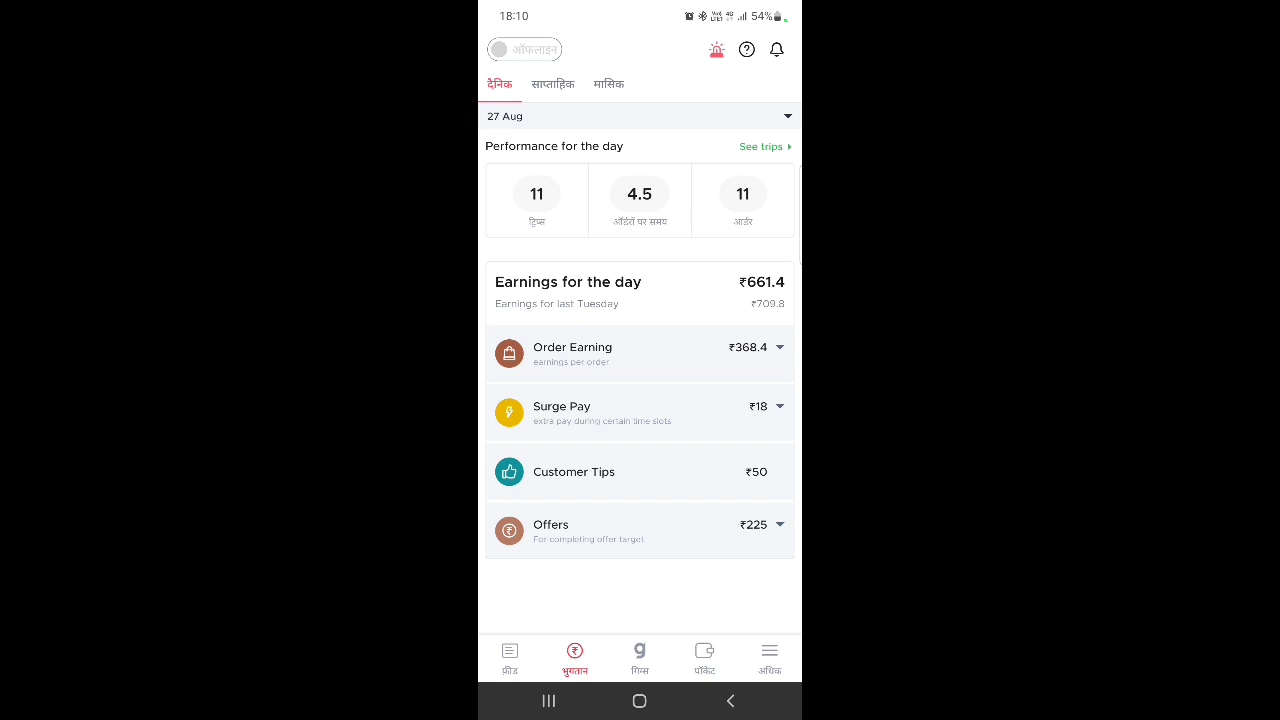 18:10 54%
ऑफलाइन
दैनिक साप्ताहिक मासिक
27 Aug
Performance for the day See trips
11 4.5 11
ट्रिप्स ऑर्डरों पर समय आर्डर
Earnings for the day ₹661.4
Earnings for last Tuesday ₹709.8
Order Earning ₹368.4
earnings per order
Surge Pay ₹18
extra pay during certain time slots
Customer Tips ₹50
Offers ₹225
For completing offer target
फ़ीड भुगतान गिग्स पॉकेट अधिक